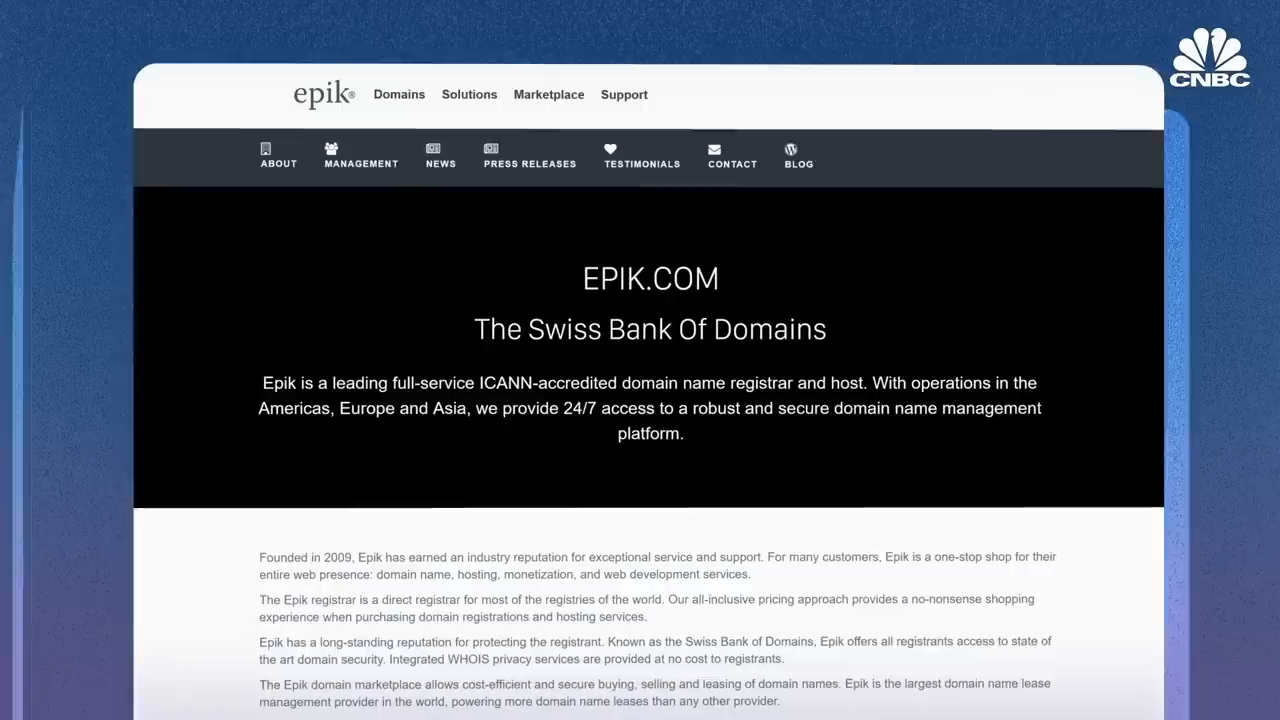 CNBC
epik® Domains Solutions Marketplace Support
ABOUT MANAGEMENT NEWS PRESS RELEASES TESTIMONIALS CONTACT BLOG
EPIK.COM
The Swiss Bank Of Domains
Epik is a leading full-service ICANN-accredited domain name registrar and host. With operations in the
Americas, Europe and Asia, we provide 24/7 access to a robust and secure domain name management
platform.
Founded in 2009, Epik has earned an industry reputation for exceptional service and support. For many customers, Epik is a one-stop shop for their
entire web presence: domain name, hosting, monetization, and web development services.
The Epik registrar is a direct registrar for most of the registries of the world. Our all-inclusive pricing approach provides a no-nonsense shopping
experience when purchasing domain registrations and hosting services.
Epik has a long-standing reputation for protecting the registrant. Known as the Swiss Bank of Domains, Epik offers all registrants access to state of
the art domain security. Integrated WHOIS privacy services are provided at no cost to registrants.
The Epik domain marketplace allows cost-efficient and secure buying, selling and leasing of domain names. Epik is the largest domain name lease
management provider in the world, powering more domain name leases than any other provider.